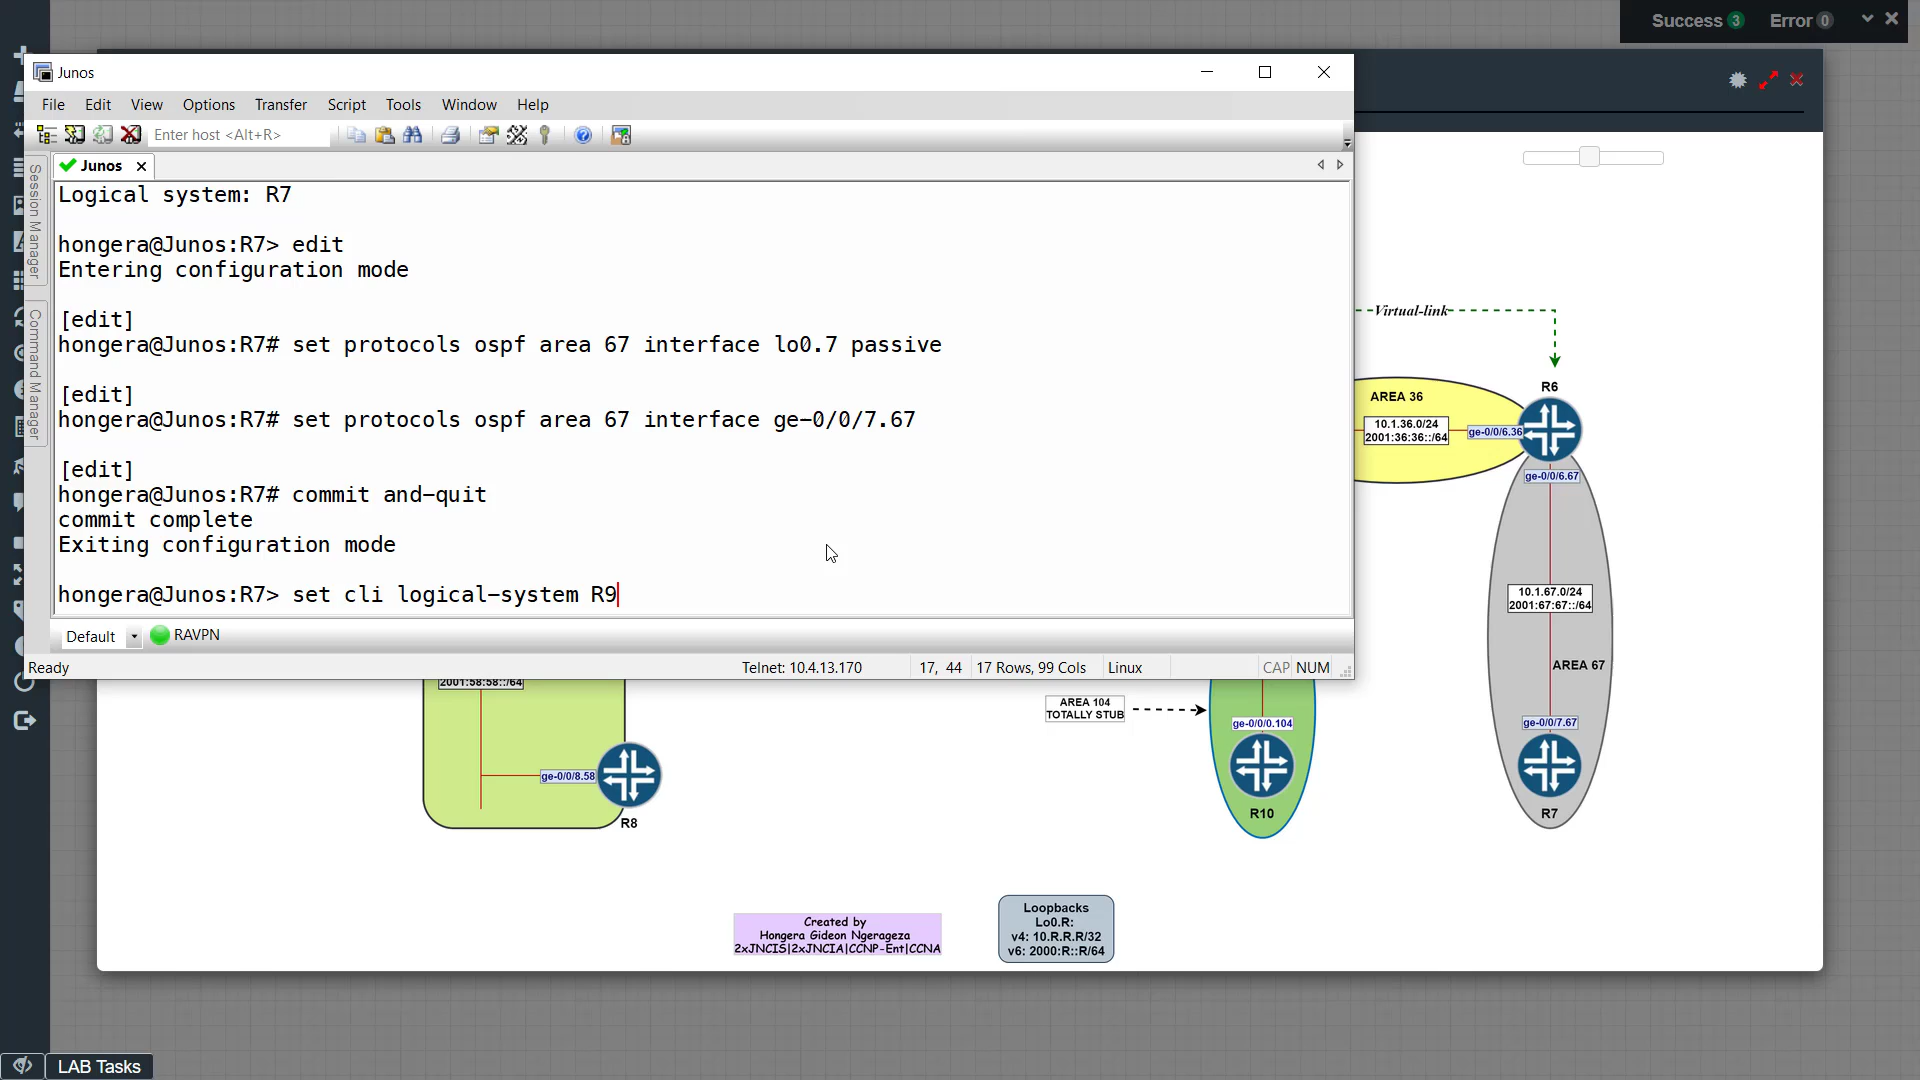 Success 3 Error 0
Junos
File Edit View Options Transfer Script Tools Window Help
Enter host <Alt+R>
Junos
Session Manager
Command Manager
Logical system: R7
hongera@Junos:R7> edit
Entering configuration mode
[edit]
hongera@Junos:R7# set protocols ospf area 67 interface lo0.7 passive
[edit]
hongera@Junos:R7# set protocols ospf area 67 interface ge-0/0/7.67
[edit]
hongera@Junos:R7# commit and-quit
commit complete
Exiting configuration mode
hongera@Junos:R7> set cli logical-system R9
Default RAVPN
Ready Telnet: 10.4.13.170 17, 44 17 Rows, 99 Cols Linux CAP NUM
Virtual-link
R6
AREA 36
10.1.36.0/24
2001:36:36::/64
ge-0/0/6.36
ge-0/0/6.67
10.1.67.0/24
2001:67:67::/64
AREA 67
ge-0/0/7.67
R7
2001:58:58::/64
ge-0/0/8.58
R8
AREA 104
TOTALLY STUB
ge-0/0/0.104
R10
Created by
Hongera Gideon Ngerageza
2xJNCIS|2xJNCIA|CCNP-Ent|CCNA
Loopbacks
Lo0.R:
v4: 10.R.R.R/32
v6: 2000:R::R/64
LAB Tasks